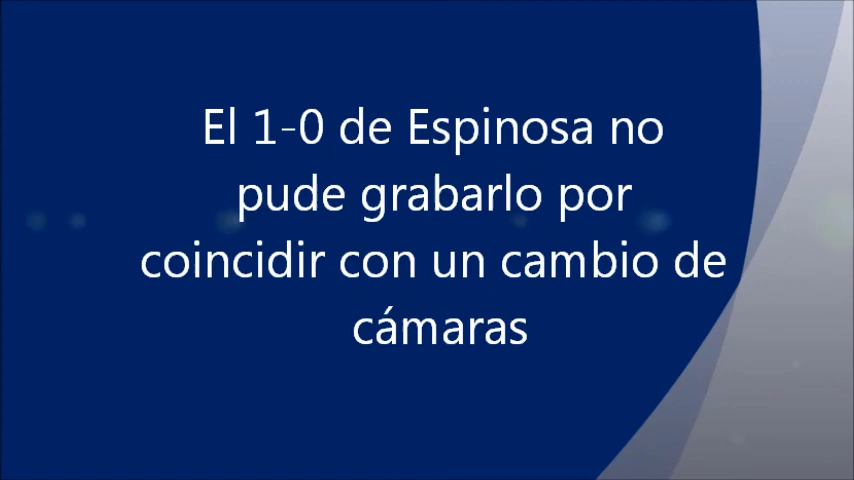 El 1-0 de Espinosa no
pude grabarlo por
coincidir con un cambio de
cámaras